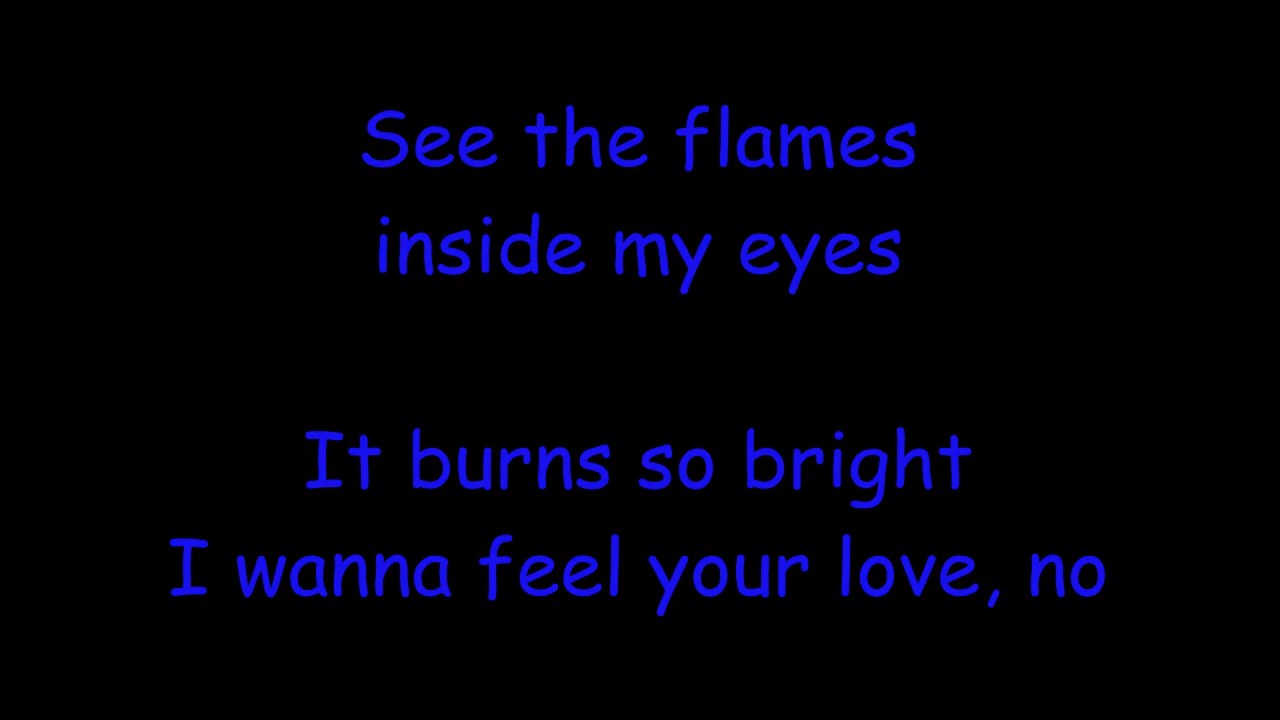 See the flames
inside my eyes
It burns so bright
I wanna feel your love, no